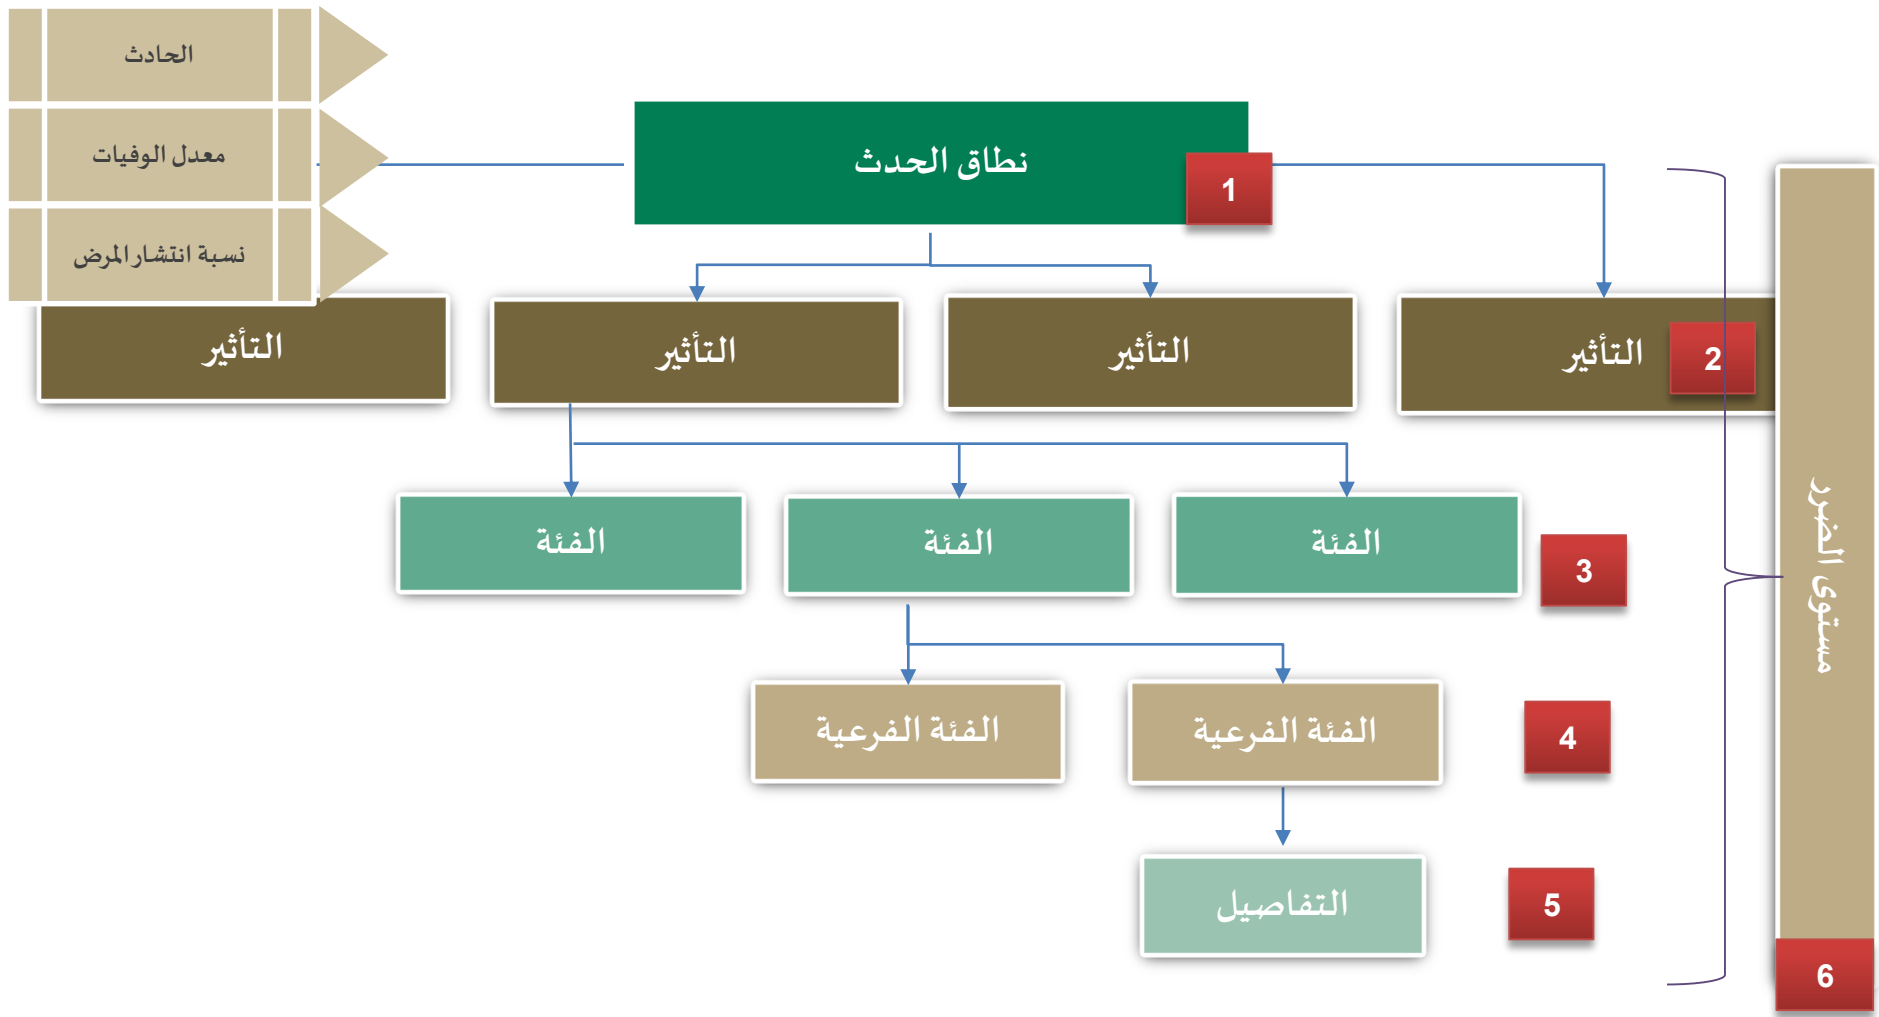 الحادث
معدل الوفيات
نسبة انتشار المرض
نطاق الحدث
1
التأثير
2
التأثير
التأثير
التأثير
الفئة
الفئة
الفئة
3
الفئة الفرعية
الفئة الفرعية
4
التفاصيل
5
مستوى الضرر
6